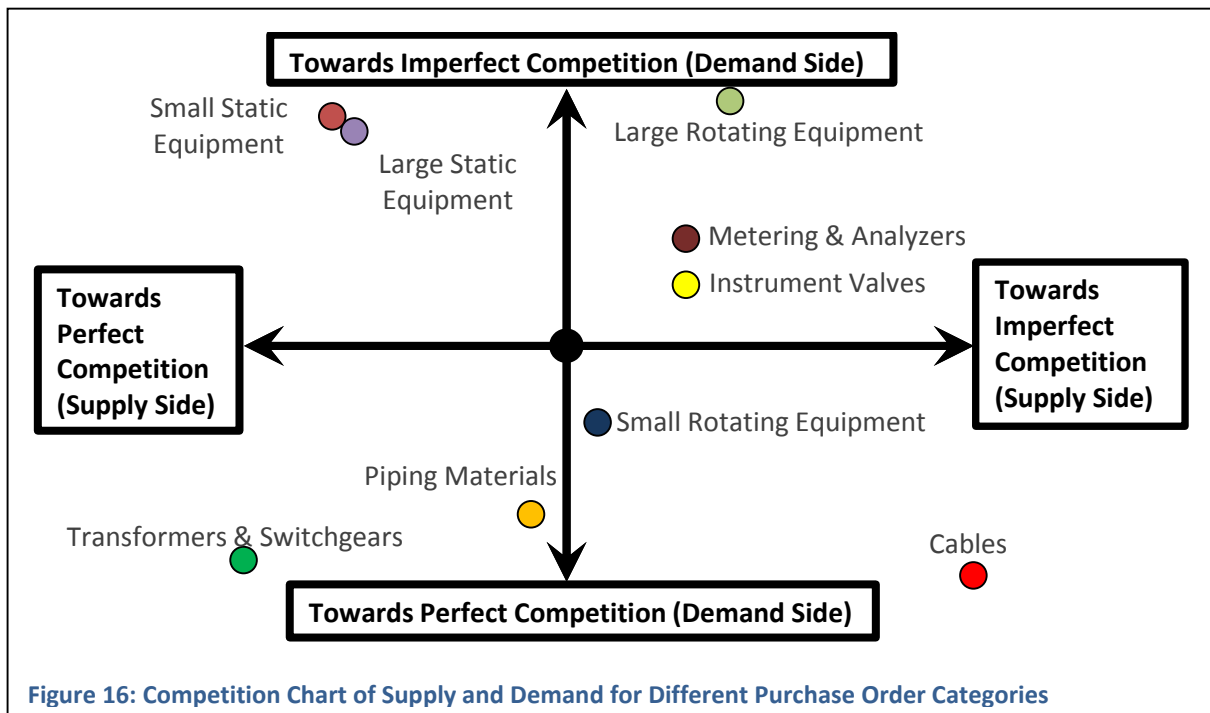 Towards Imperfect Competition (Demand Side)
Small Static
Equipment
Large Rotating Equipment
Large Static
Equipment
Metering & Analyzers
Instrument Valves
Towards
Perfect
Competition
(Supply Side)
Towards
Imperfect
Competition
(Supply Side)
Small Rotating Equipment
Piping Materials
Transformers & Switchgears
Cables
Towards Perfect Competition (Demand Side)
Figure 16: Competition Chart of Supply and Demand for Different Purchase Order Categories